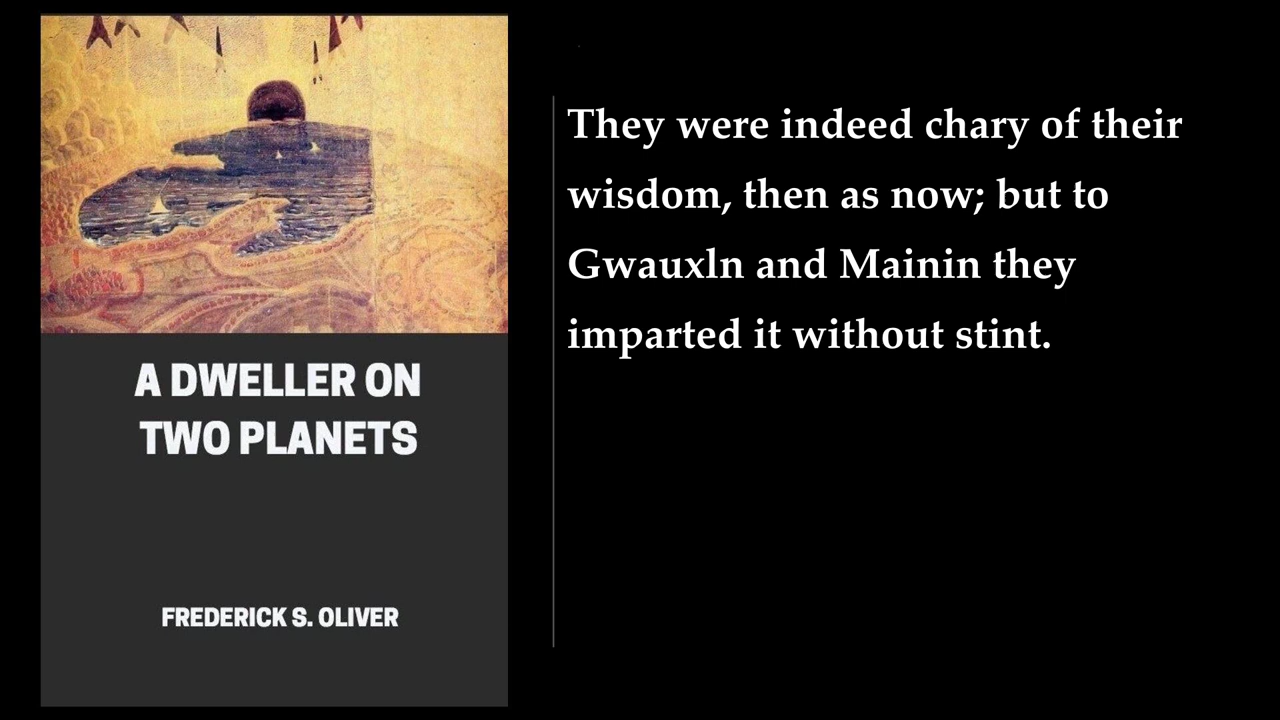 A DWELLER ON
TWO PLANETS
FREDERICK S. OLIVER
They were indeed chary of their
wisdom, then as now; but to
Gwauxln and Mainin they
imparted it without stint.